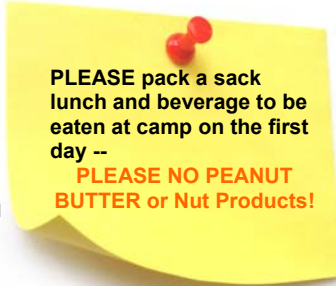 PLEASE pack a sack
lunch and beverage to be
eaten at camp on the first
day --
PLEASE NO PEANUT
BUTTER or Nut Products!